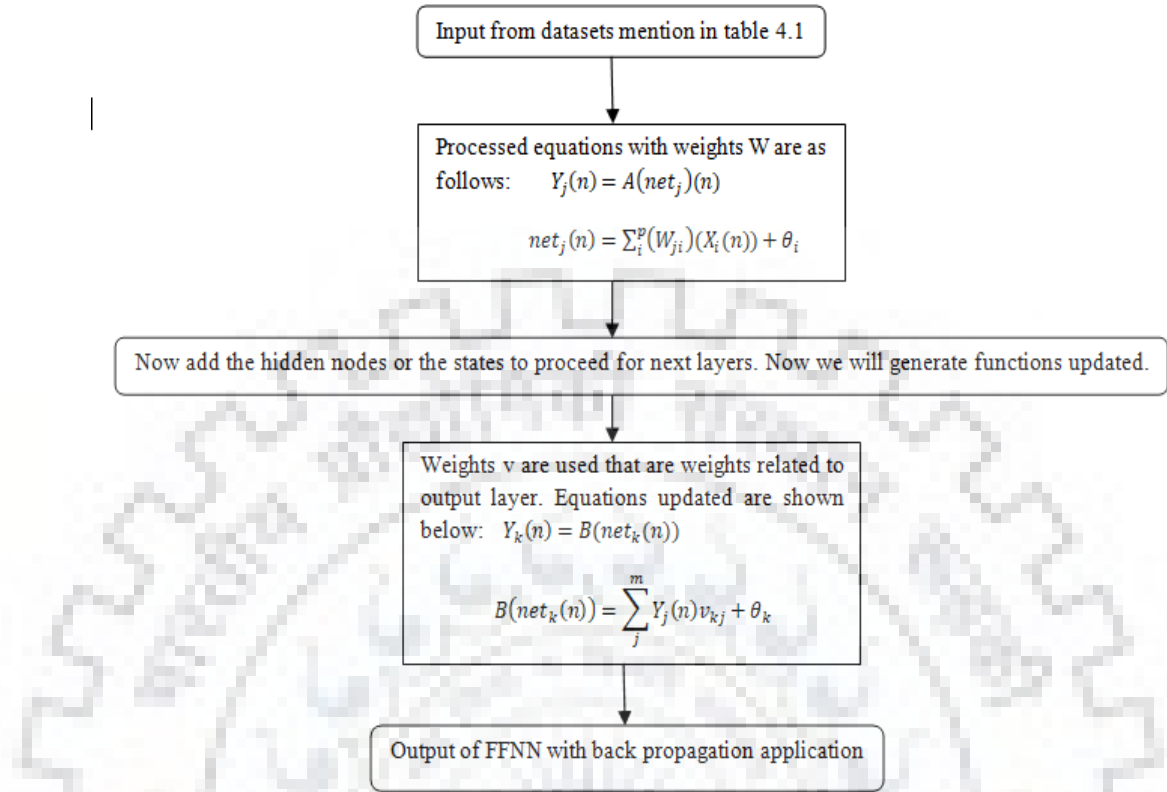 Input from datasets mention in table 4.1
Processed equations with weights W are as
follows: Y_j(n) = A(net_j)(n)
net_j(n) = ∑_i^p(W_ji)(X_i(n)) + θ_i
Now add the hidden nodes or the states to proceed for next layers. Now we will generate functions updated.
Weights v are used that are weights related to
output layer. Equations updated are shown
below: Y_k(n) = B(net_k(n))
B(net_k(n)) = ∑_j^m Y_j(n)v_kj + θ_k
Output of FFNN with back propagation application